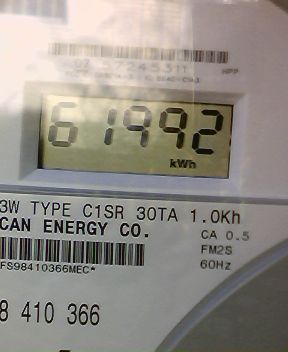 61992
kWh
3W TYPE C1SR 30TA 1.0Kh
CAN ENERGY CO.
CA 0.5
FM2S
60Hz
FS98410366MEC*
8 410 366